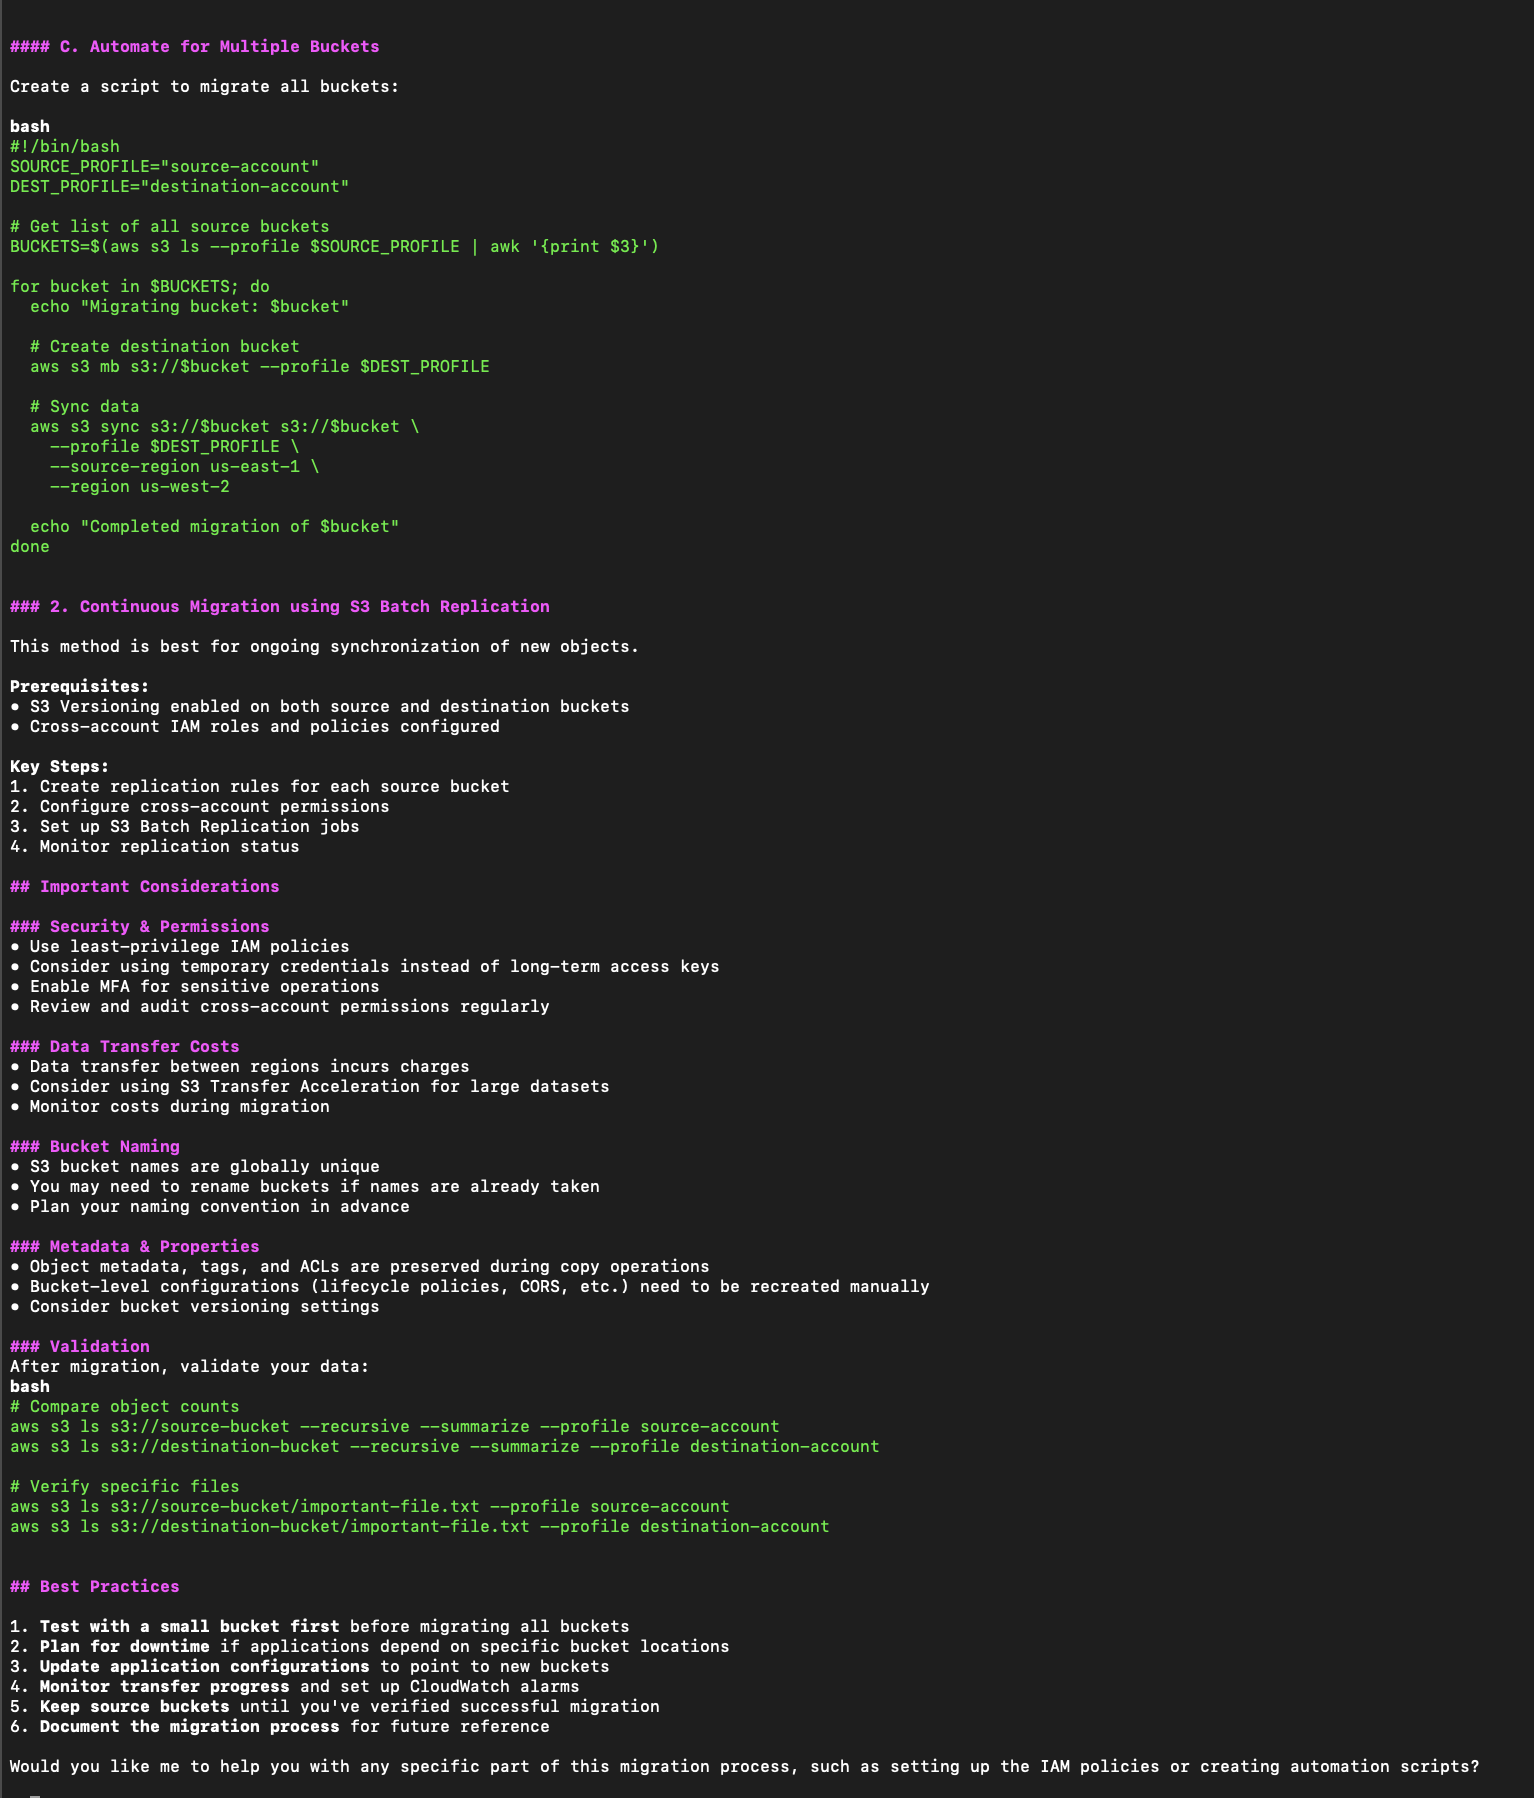 #### C. Automate for Multiple Buckets
Create a script to migrate all buckets:
bash
#!/bin/bash
SOURCE_PROFILE="source-account"
DEST_PROFILE="destination-account"
# Get list of all source buckets
BUCKETS=$(aws s3 ls --profile $SOURCE_PROFILE | awk '{print $3}')
for bucket in $BUCKETS; do
  echo "Migrating bucket: $bucket"
  # Create destination bucket
  aws s3 mb s3://$bucket --profile $DEST_PROFILE
  # Sync data
  aws s3 sync s3://$bucket s3://$bucket \
    --profile $DEST_PROFILE \
    --source-region us-east-1 \
    --region us-west-2
  echo "Completed migration of $bucket"
done
### 2. Continuous Migration using S3 Batch Replication
This method is best for ongoing synchronization of new objects.
Prerequisites:
• S3 Versioning enabled on both source and destination buckets
• Cross-account IAM roles and policies configured
Key Steps:
1. Create replication rules for each source bucket
2. Configure cross-account permissions
3. Set up S3 Batch Replication jobs
4. Monitor replication status
## Important Considerations
### Security & Permissions
• Use least-privilege IAM policies
• Consider using temporary credentials instead of long-term access keys
• Enable MFA for sensitive operations
• Review and audit cross-account permissions regularly
### Data Transfer Costs
• Data transfer between regions incurs charges
• Consider using S3 Transfer Acceleration for large datasets
• Monitor costs during migration
### Bucket Naming
• S3 bucket names are globally unique
• You may need to rename buckets if names are already taken
• Plan your naming convention in advance
### Metadata & Properties
• Object metadata, tags, and ACLs are preserved during copy operations
• Bucket-level configurations (lifecycle policies, CORS, etc.) need to be recreated manually
• Consider bucket versioning settings
### Validation
After migration, validate your data:
bash
# Compare object counts
aws s3 ls s3://source-bucket --recursive --summarize --profile source-account
aws s3 ls s3://destination-bucket --recursive --summarize --profile destination-account
# Verify specific files
aws s3 ls s3://source-bucket/important-file.txt --profile source-account
aws s3 ls s3://destination-bucket/important-file.txt --profile destination-account
## Best Practices
1. Test with a small bucket first before migrating all buckets
2. Plan for downtime if applications depend on specific bucket locations
3. Update application configurations to point to new buckets
4. Monitor transfer progress and set up CloudWatch alarms
5. Keep source buckets until you've verified successful migration
6. Document the migration process for future reference
Would you like me to help you with any specific part of this migration process, such as setting up the IAM policies or creating automation scripts?